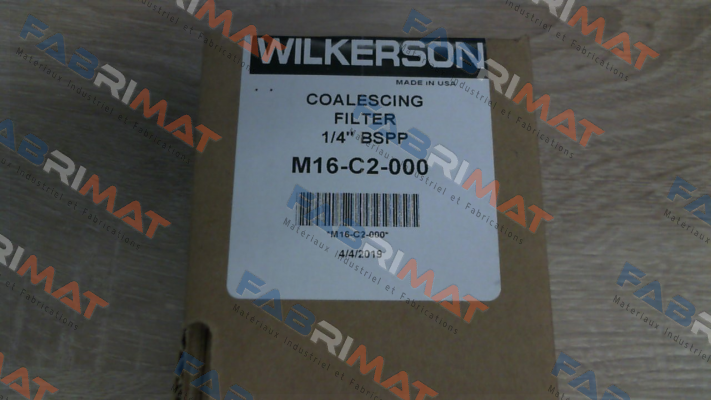 WILKERSON
MADE IN USA
COALESCING
FILTER
1/4" BSPP
M16-C2-000
*M16-C2-000*
4/4/2019
FABRIMAT
Matériaux Industriel et Fabrications